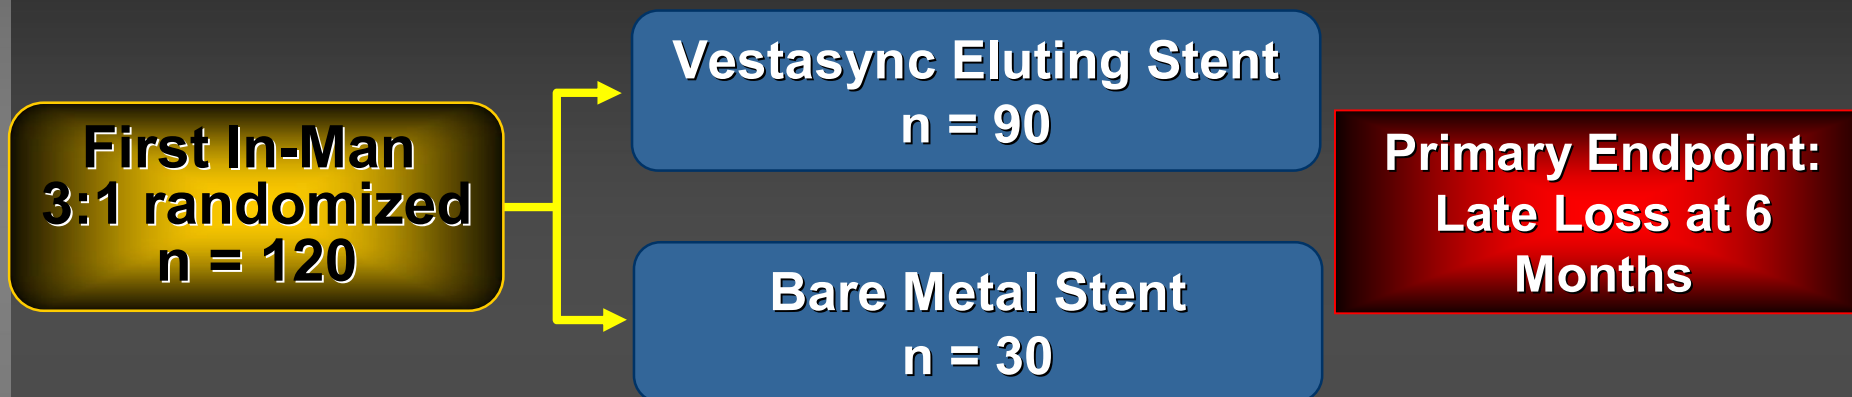 First In-Man
3:1 randomized
n = 120
Vestasync Eluting Stent
n = 90
Bare Metal Stent
n = 30
Primary Endpoint:
Late Loss at 6
Months